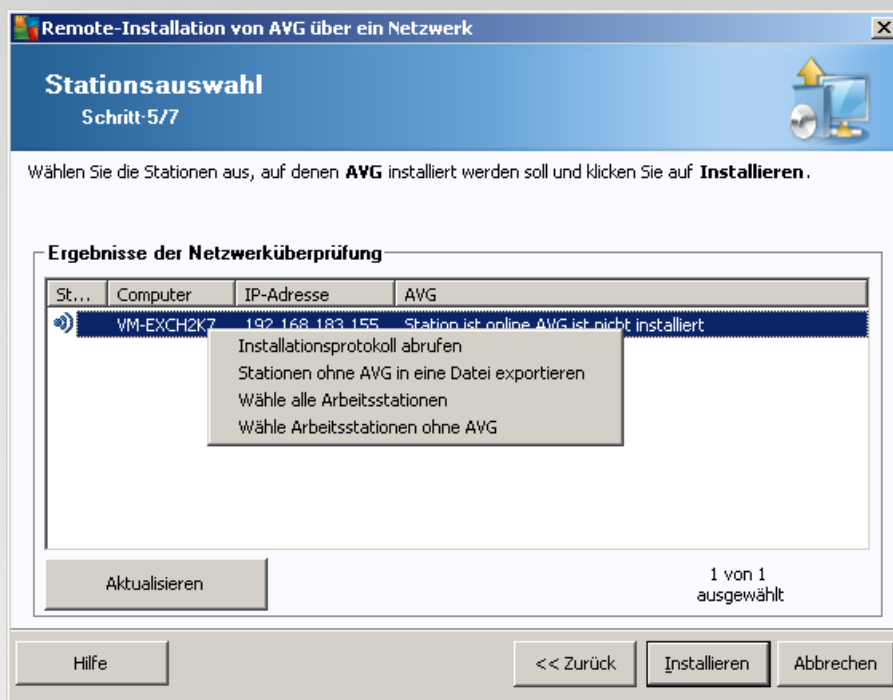 Remote-Installation von AVG über ein Netzwerk
Stationsauswahl
Schritt-5/7
Wählen Sie die Stationen aus, auf denen AVG installiert werden soll und klicken Sie auf Installieren.
Ergebnisse der Netzwerküberprüfung
St... Computer IP-Adresse AVG
VM-EXCH2K7 192.168.183.155 Station ist online AVG ist nicht installiert
Installationsprotokoll abrufen
Stationen ohne AVG in eine Datei exportieren
Wähle alle Arbeitsstationen
Wähle Arbeitsstationen ohne AVG
Aktualisieren
1 von 1
ausgewählt
Hilfe
<< Zurück
Installieren
Abbrechen